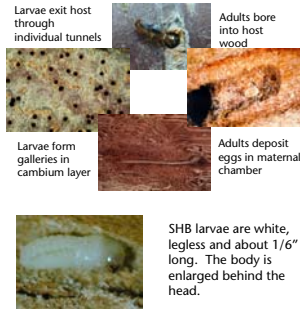 Larvae exit host
through
individual tunnels
Adults bore
into host
wood
Larvae form
galleries in
cambium layer
Adults deposit
eggs in maternal
chamber
SHB larvae are white,
legless and about 1/6"
long. The body is
enlarged behind the
head.